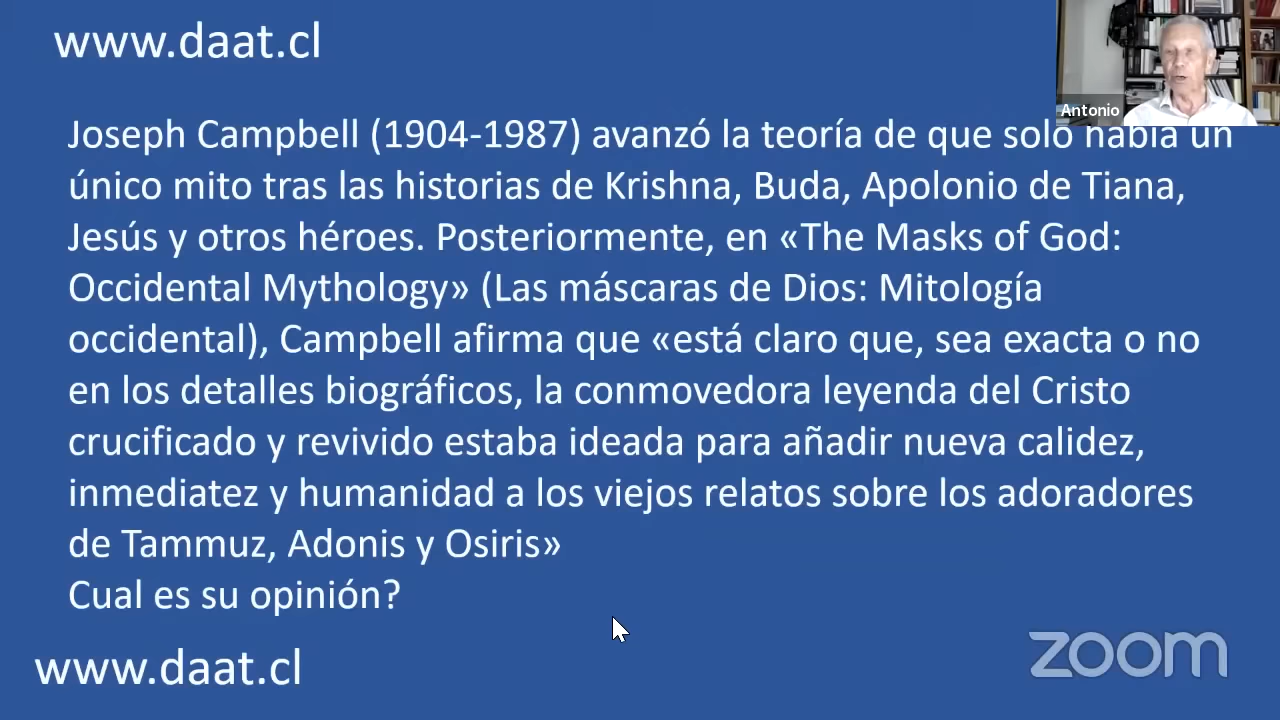 www.daat.cl
Antonio
Joseph Campbell (1904-1987) avanzó la teoría de que solo había un
único mito tras las historias de Krishna, Buda, Apolonio de Tiana,
Jesús y otros héroes. Posteriormente, en «The Masks of God:
Occidental Mythology» (Las máscaras de Dios: Mitología
occidental), Campbell afirma que «está claro que, sea exacta o no
en los detalles biográficos, la conmovedora leyenda del Cristo
crucificado y revivido estaba ideada para añadir nueva calidez,
inmediatez y humanidad a los viejos relatos sobre los adoradores
de Tammuz, Adonis y Osiris»
Cual es su opinión?
www.daat.cl
zoom